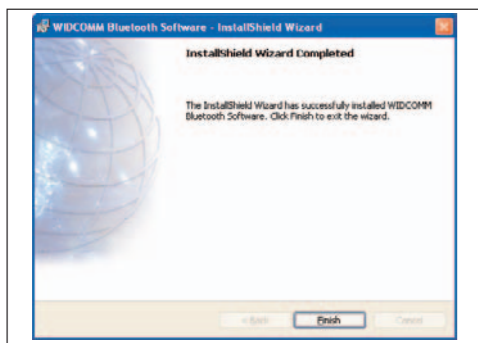 WIDCOMM Bluetooth Software - InstallShield Wizard
InstallShield Wizard Completed
The InstallShield Wizard has successfully installed WIDCOMM
Bluetooth Software. Click Finish to exit the wizard.
< Back
Finish
Cancel